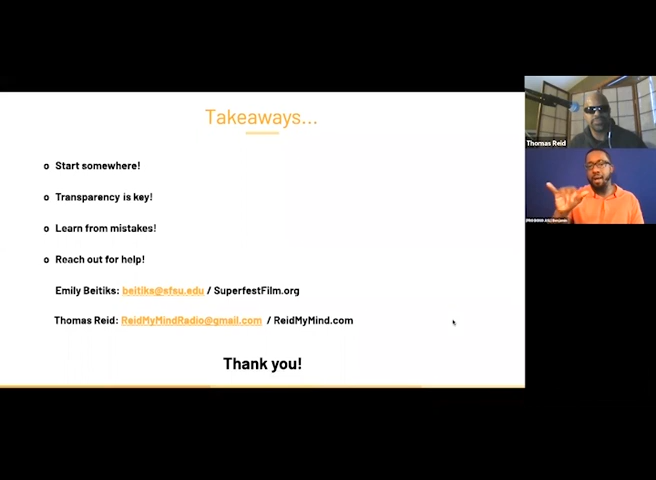 Takeaways...
o Start somewhere!
o Transparency is key!
o Learn from mistakes!
o Reach out for help!
Emily Beitiks: beitiks@sfsu.edu / SuperfestFilm.org
Thomas Reid: ReidMyMindRadio@gmail.com / ReidMyMind.com
Thank you!
Thomas Reid